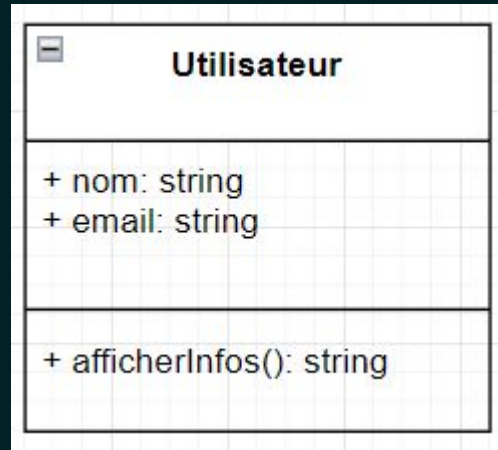 Utilisateur
+ nom: string
+ email: string
+ afficherInfos(): string